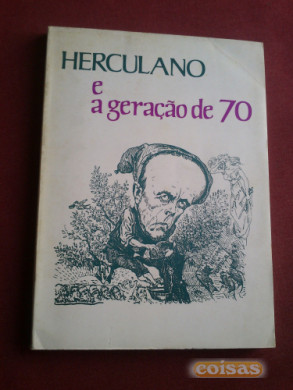 HERCULANO
e
a geração de 70
coisas